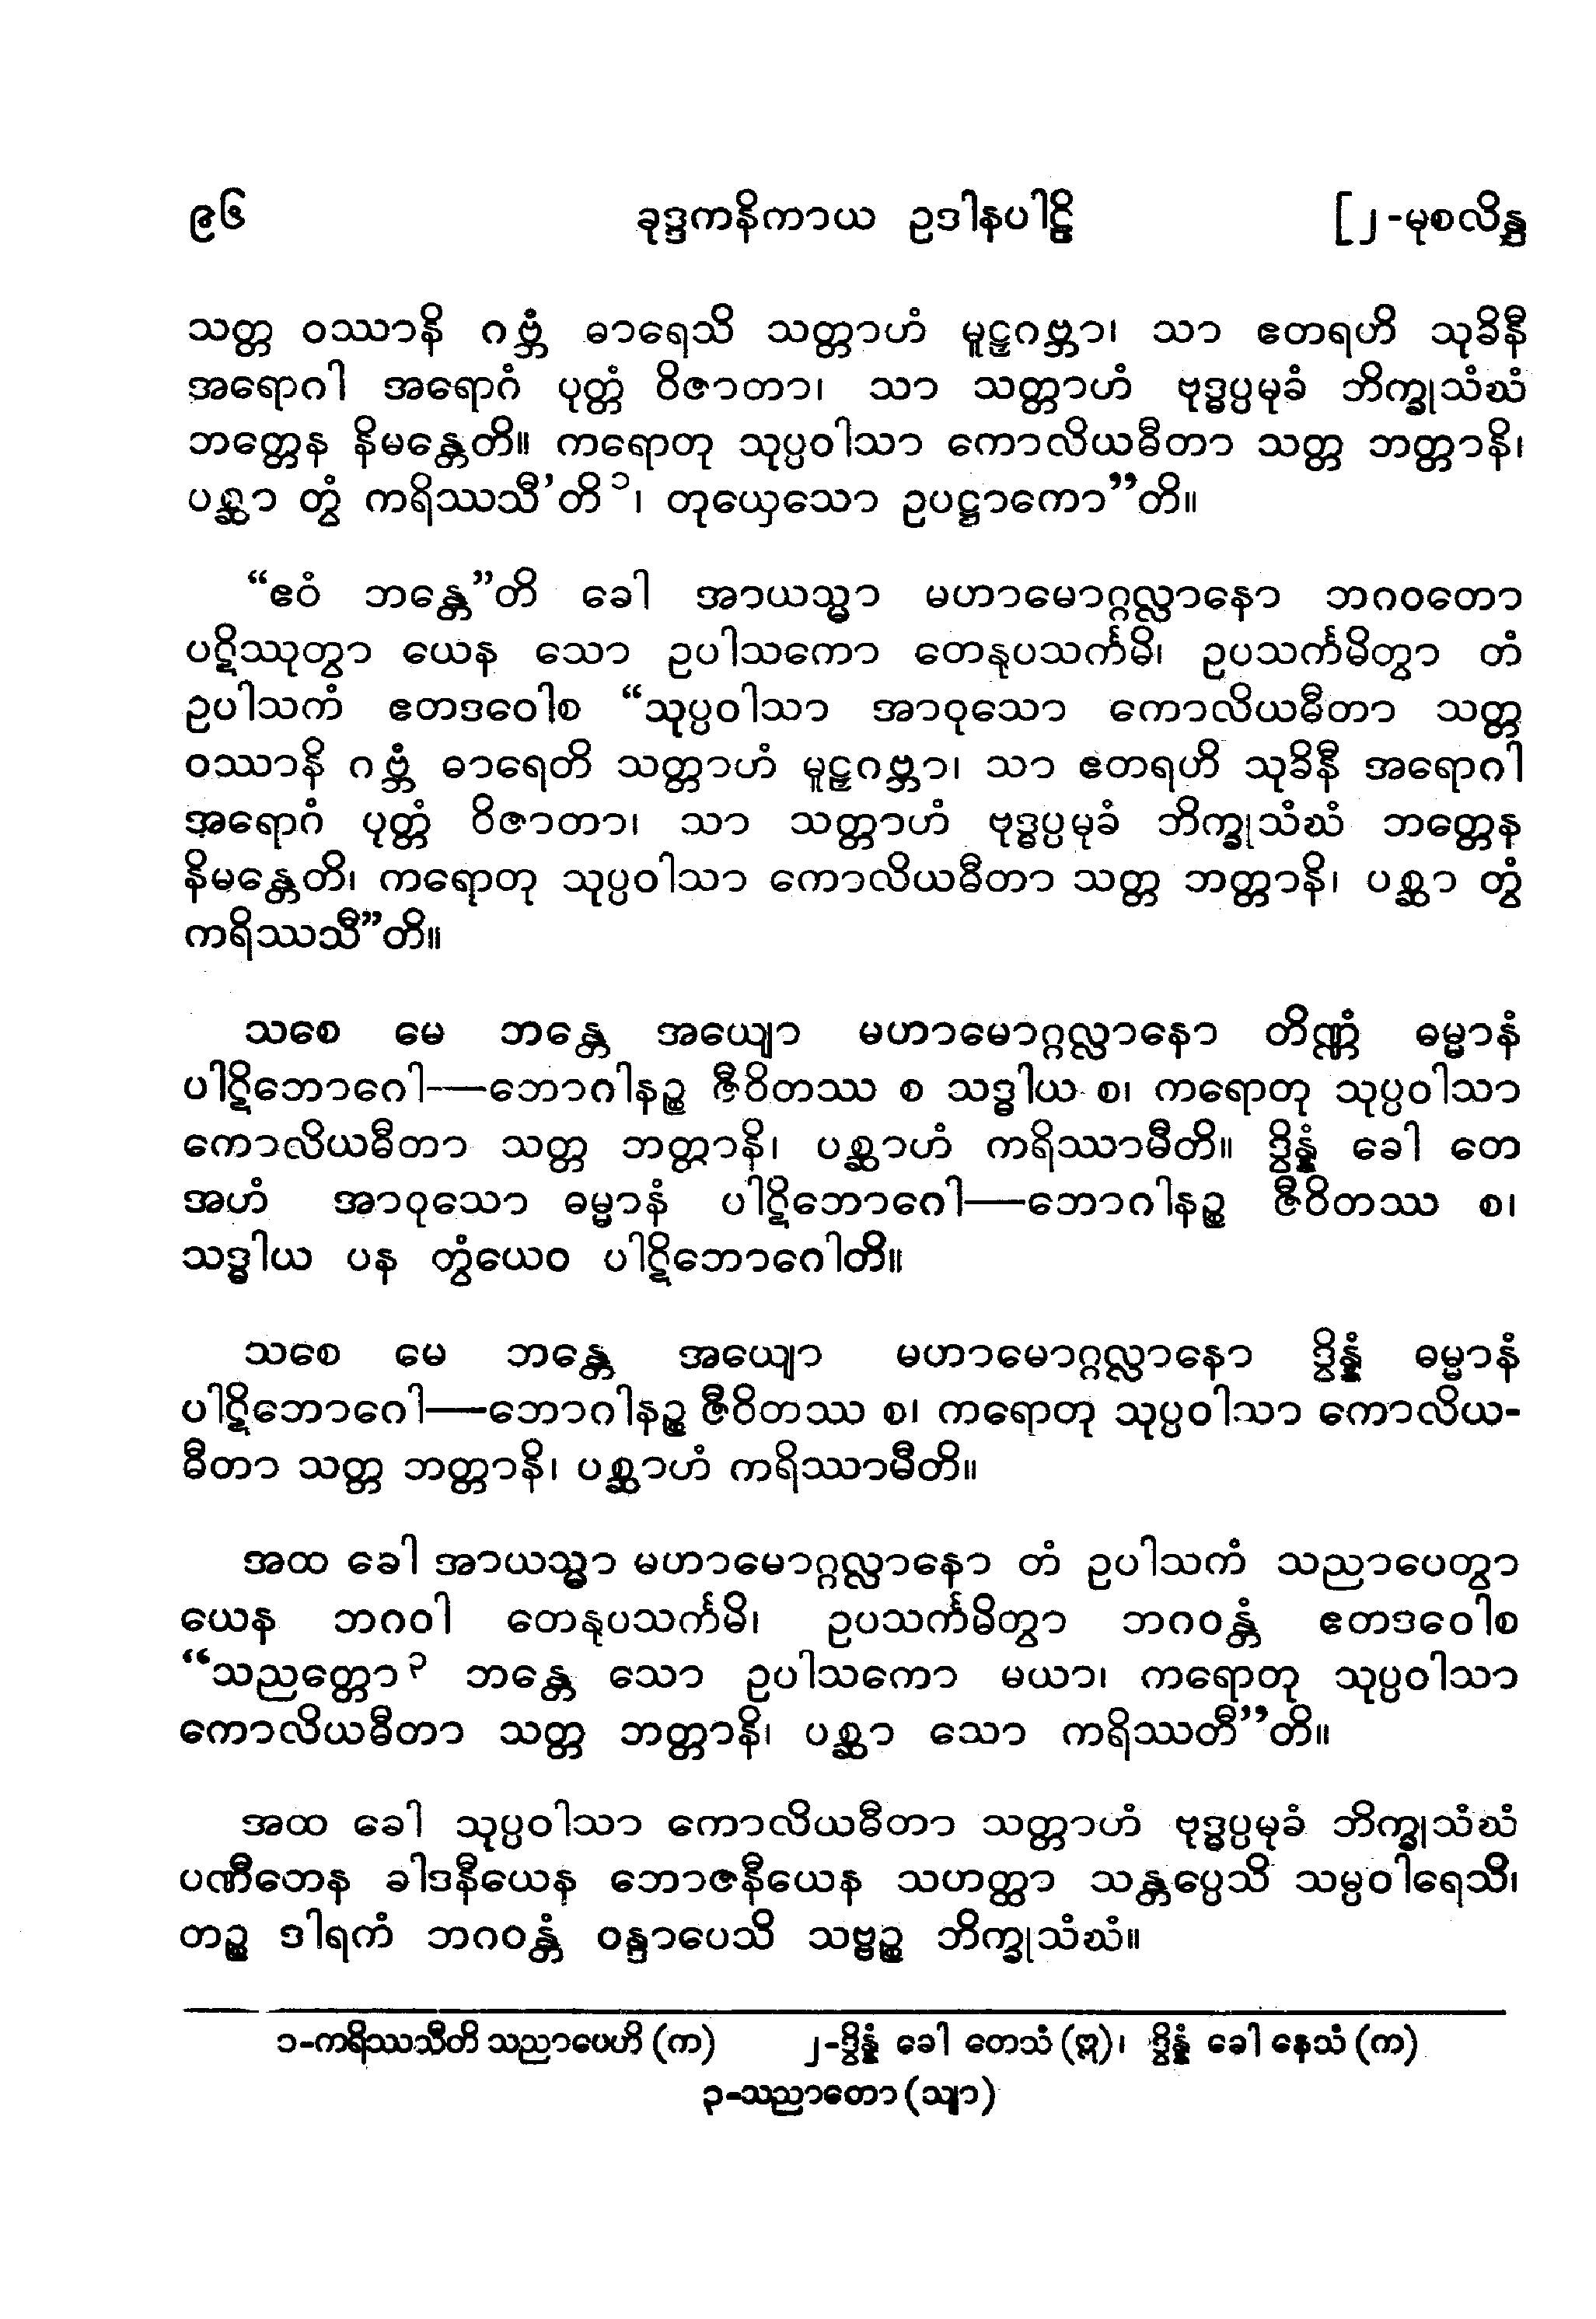 ၉၆ ခုဒ္ဒကနိကာယ ဥဒါနပါဠိ [၂-မုစလိန္ဒ
သတ္တ ဝဿာနိ ဂဗ္ဘံ ဓာရေသိ သတ္တာဟံ မူဠှဂဗ္ဘာ၊ သာ ဧတရဟိ သုခိနီ
အရောဂါ အရောဂံ ပုတ္တံ ဝိဇာတာ၊ သာ သတ္တာဟံ ဗုဒ္ဓပ္ပမုခံ ဘိက္ခုသံဃံ
ဘတ္တေန နိမန္တေတိ။ ကရောတု သုပ္ပဝါသာ ကောလိယဓီတာ သတ္တ ဘတ္တာနိ၊
ပစ္ဆာ တွံ ကရိဿသီ’တိ ၁၊ တုယှေသော ဥပဋ္ဌာကော”တိ။
“ဧဝံ ဘန္တေ”တိ ခေါ အာယသ္မာ မဟာမောဂ္ဂလ္လာနော ဘဂဝတော
ပဋိဿုတွာ ယေန သော ဥပါသကော တေနုပသင်္ကမိ၊ ဥပသင်္ကမိတွာ တံ
ဥပါသကံ ဧတဒဝေါစ “သုပ္ပဝါသာ အာဝုသော ကောလိယဓီတာ သတ္တ
ဝဿာနိ ဂဗ္ဘံ ဓာရေတိ သတ္တာဟံ မူဠှဂဗ္ဘာ၊ သာ ဧတရဟိ သုခိနီ အရောဂါ
အရောဂံ ပုတ္တံ ဝိဇာတာ၊ သာ သတ္တာဟံ ဗုဒ္ဓပ္ပမုခံ ဘိက္ခုသံဃံ ဘတ္တေန
နိမန္တေတိ၊ ကရောတု သုပ္ပဝါသာ ကောလိယဓီတာ သတ္တ ဘတ္တာနိ၊ ပစ္ဆာ တွံ
ကရိဿသီ”တိ။
သစေ မေ ဘန္တေ အယျော မဟာမောဂ္ဂလ္လာနော တိဏ္ဏံ ဓမ္မာနံ
ပါဋိဘောဂေါ—ဘောဂါနဉ္စ ဇီဝိတဿ စ သဒ္ဓါယ စ၊ ကရောတု သုပ္ပဝါသာ
ကောလိယဓီတာ သတ္တ ဘတ္တာနိ၊ ပစ္ဆာဟံ ကရိဿာမီတိ။ ဒွိန္နံ ခေါ တေ
အဟံ အာဝုသော ဓမ္မာနံ ပါဋိဘောဂေါ—ဘောဂါနဉ္စ ဇီဝိတဿ စ၊
သဒ္ဓါယ ပန တွံယေဝ ပါဋိဘောဂေါတိ။
သစေ မေ ဘန္တေ အယျော မဟာမောဂ္ဂလ္လာနော ဒွိန္နံ ဓမ္မာနံ
ပါဋိဘောဂေါ—ဘောဂါနဉ္စ ဇီဝိတဿ စ၊ ကရောတု သုပ္ပဝါသာ ကောလိယ-
ဓီတာ သတ္တ ဘတ္တာနိ၊ ပစ္ဆာဟံ ကရိဿာမီတိ။
အထ ခေါ အာယသ္မာ မဟာမောဂ္ဂလ္လာနော တံ ဥပါသကံ သညာပေတွာ
ယေန ဘဂဝါ တေနုပသင်္ကမိ၊ ဥပသင်္ကမိတွာ ဘဂဝန္တံ ဧတဒဝေါစ
“သညတ္တော ၃ ဘန္တေ သော ဥပါသကော မယာ၊ ကရောတု သုပ္ပဝါသာ
ကောလိယဓီတာ သတ္တ ဘတ္တာနိ၊ ပစ္ဆာ သော ကရိဿတီ”တိ။
အထ ခေါ သုပ္ပဝါသာ ကောလိယဓီတာ သတ္တာဟံ ဗုဒ္ဓပ္ပမုခံ ဘိက္ခုသံဃံ
ပဏီတေန ခါဒနီယေန ဘောဇနီယေန သဟတ္ထာ သန္တပ္ပေသိ သမ္ပဝါရေသိ၊
တဉ္စ ဒါရကံ ဘဂဝန္တံ ဝန္ဒာပေသိ သဗ္ဗဉ္စ ဘိက္ခုသံဃံ။
၁-ကရိဿသီတိ သညာပေဟိ (က) ၂-ဒွိန္နံ ခေါ တေသံ (ဣ)၊ ဒွိန္နံ ခေါ နေသံ (က)
၃-သညာတော (သျာ)